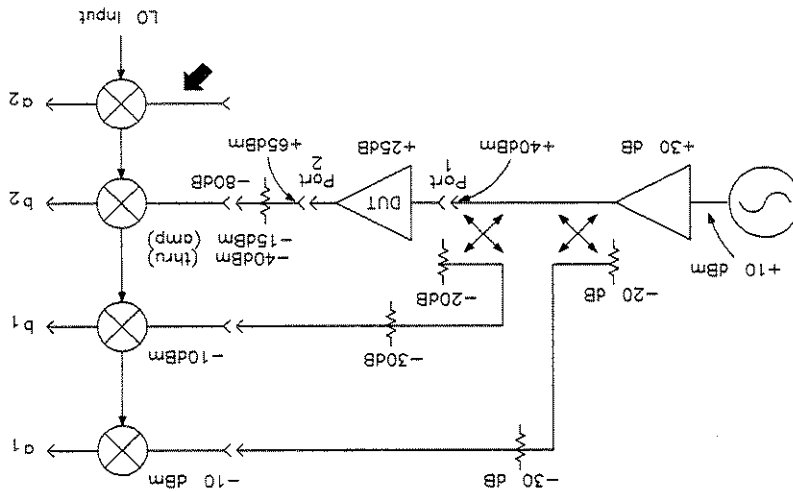 -30 dB
-10 dBm
a1
-20 dB
-30dB
-10dBm
b1
-20dB
-40dBm (thru)
-15dBm (amp)
+10 dBm
-80dB
b2
DUT
Port 1
Port 2
+30 dB
+40dBm
+25dB
+65dBm
a2
LO Input